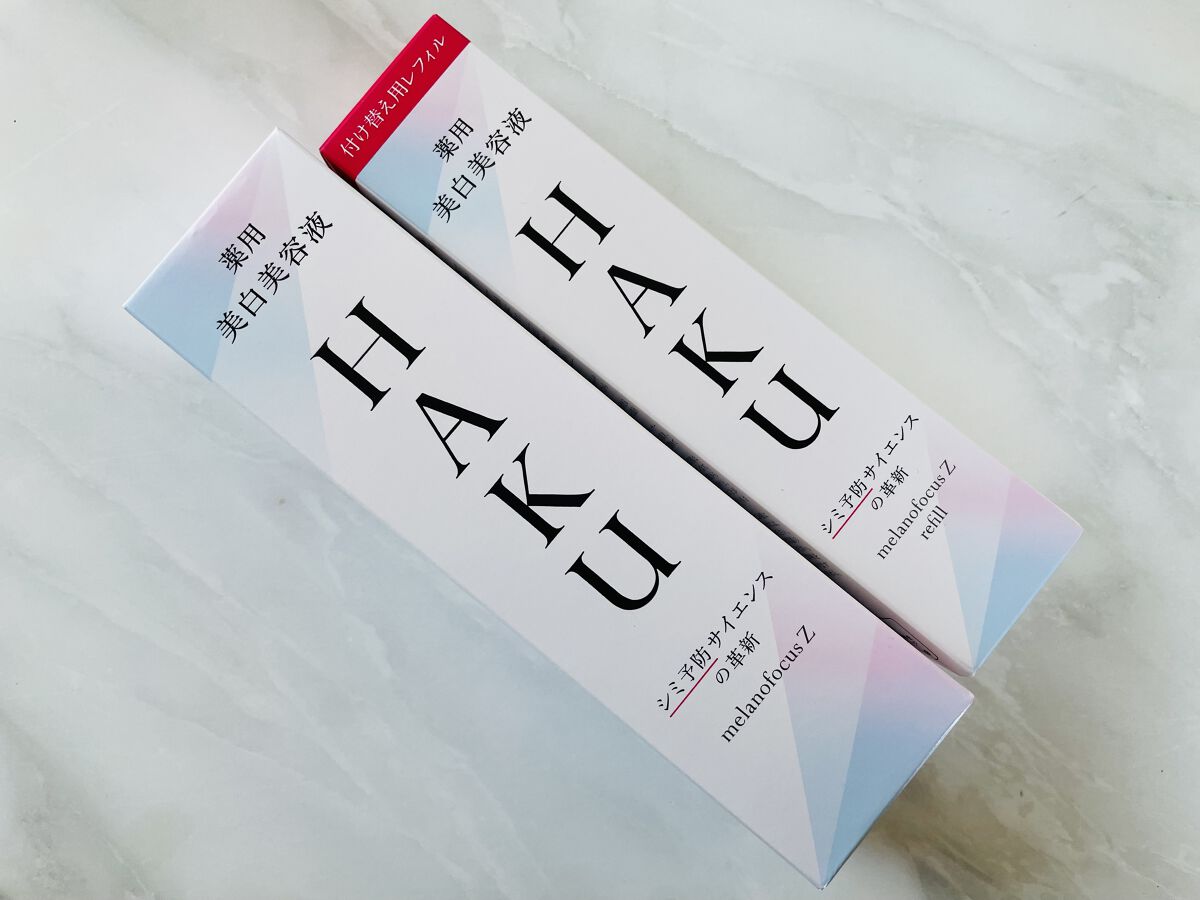 薬用
美白美容液
HAKU
シミ予防サイエンス
の革新
melanofocus Z
付け替え用レフィル
薬用
美白美容液
HAKU
シミ予防サイエンス
の革新
melanofocus Z
refill